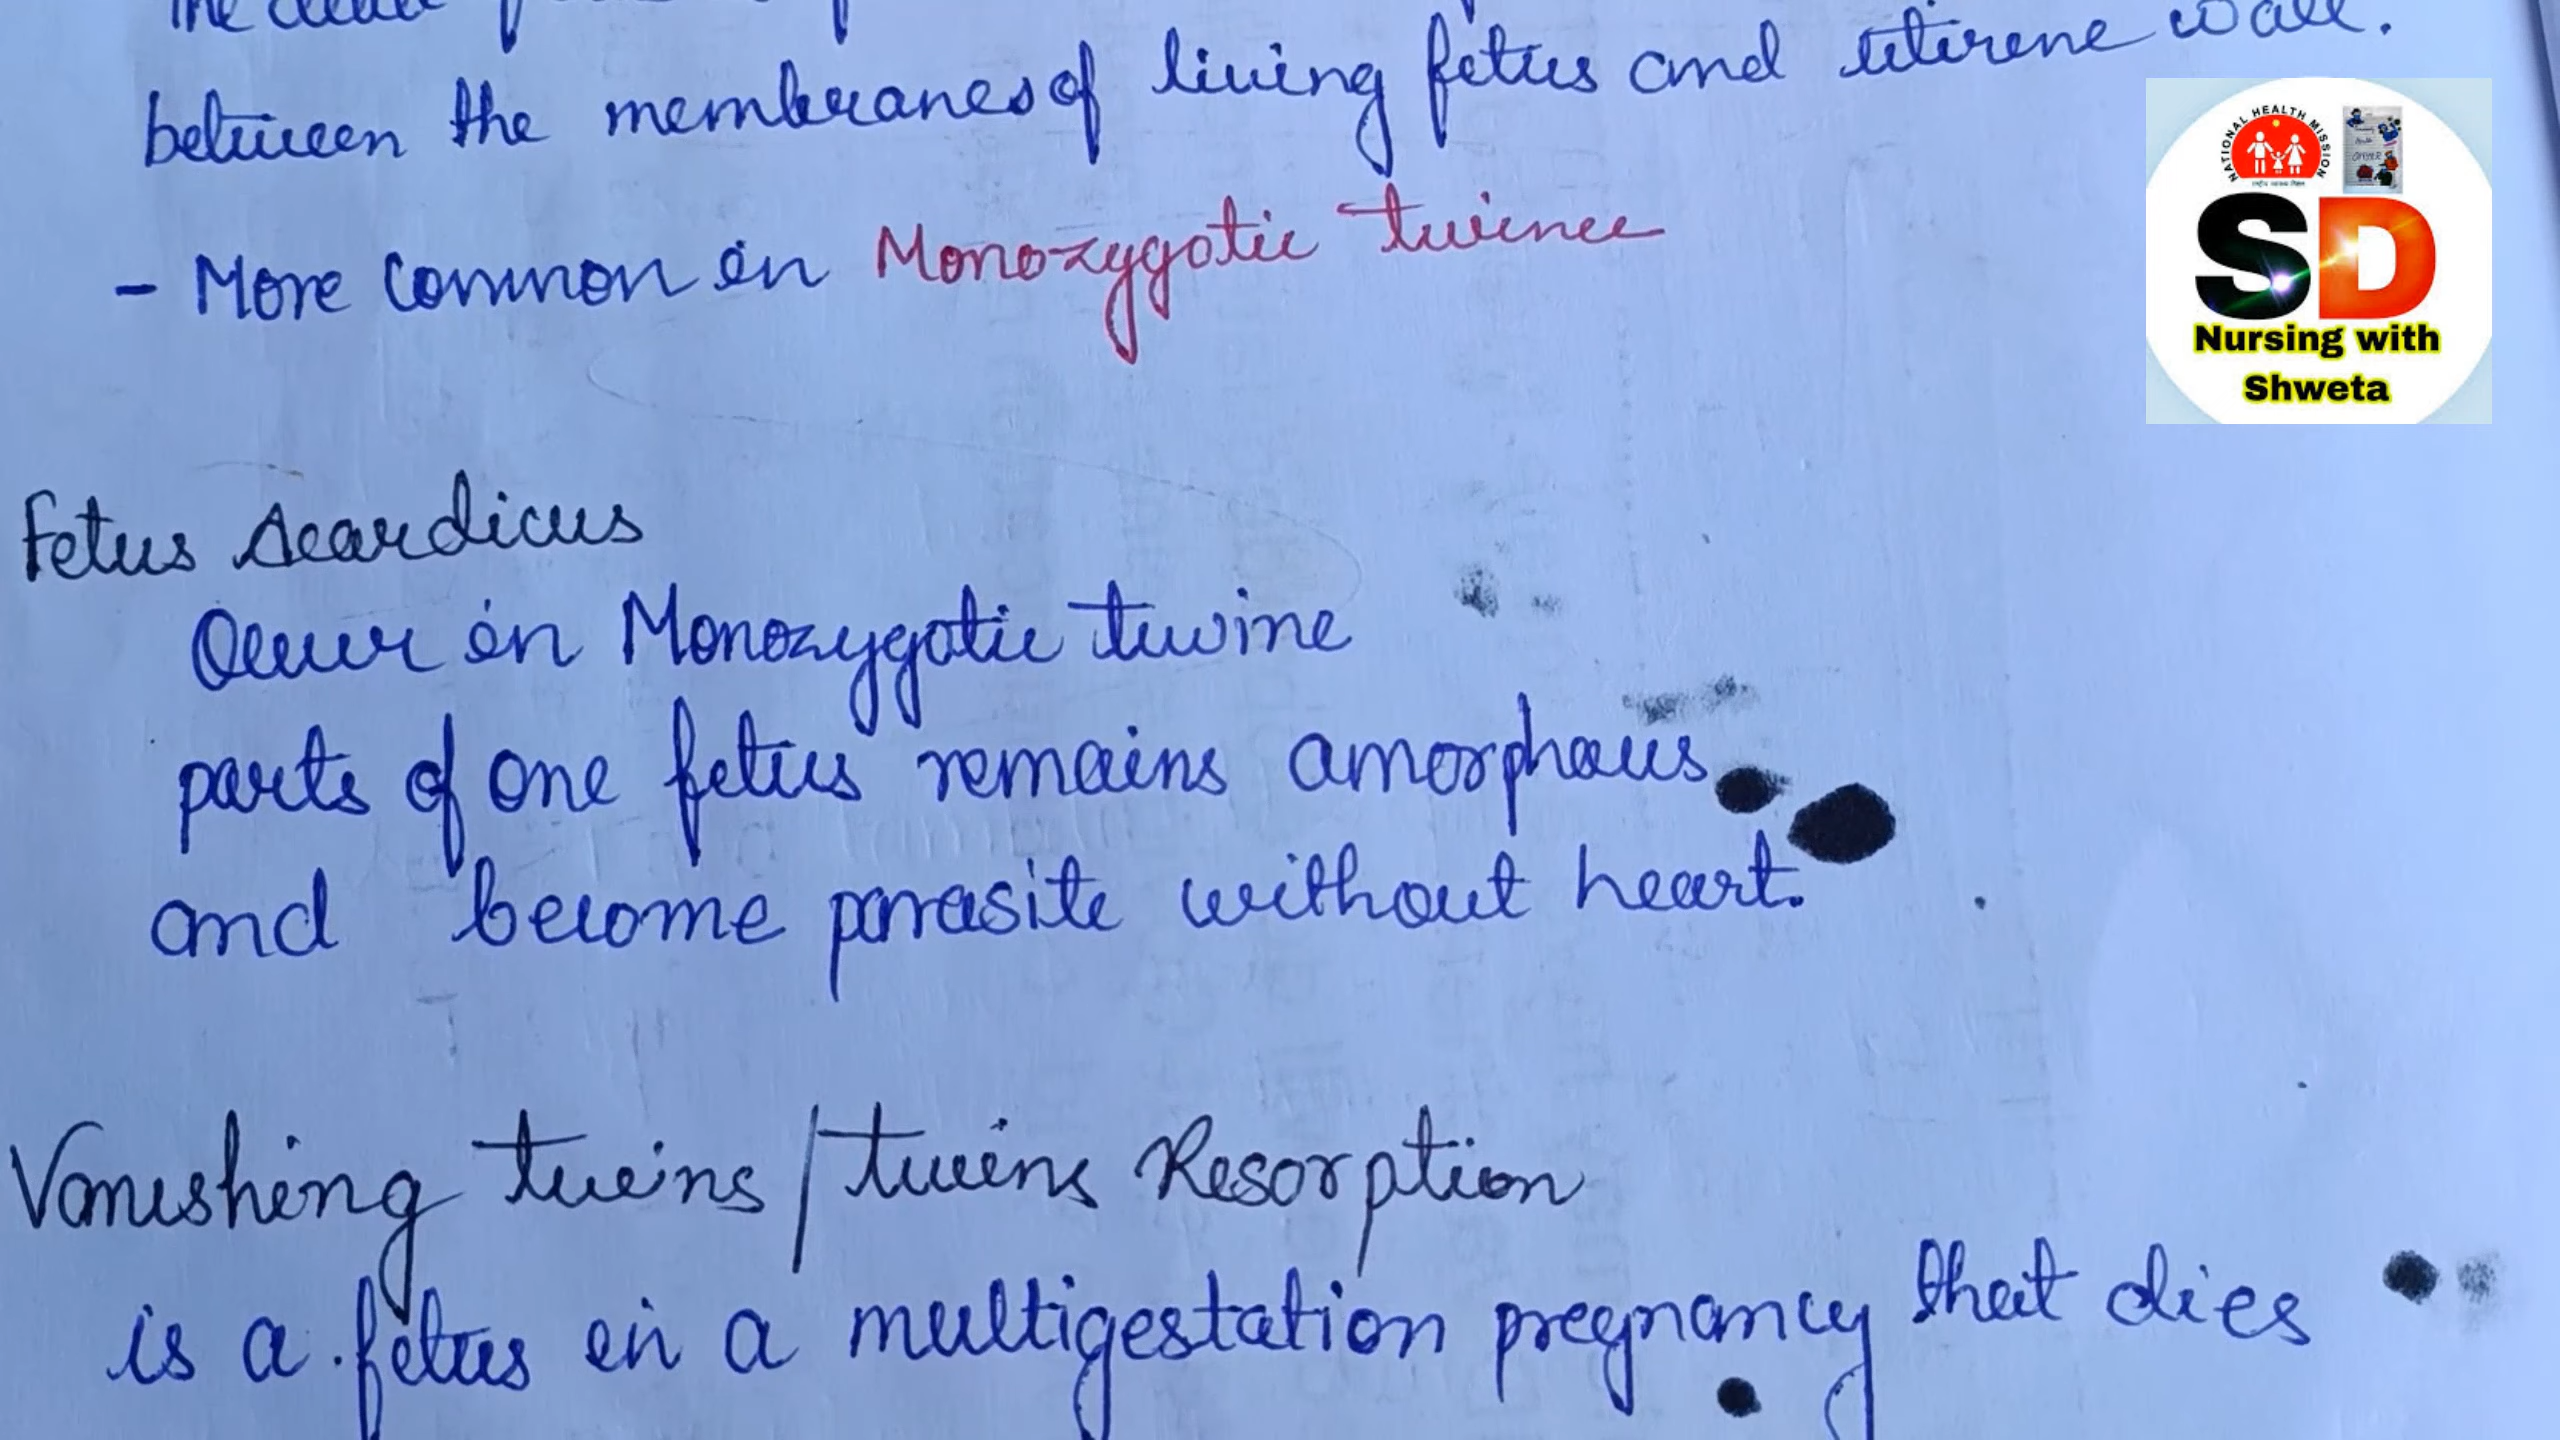 between the membranes of living fetus and uterine wall.
- More common in Monozygotic twinee
Fetus Acardicus
Occur in Monozygotic twine
parts of one fetus remains amorphous
and become parasite without heart.
Vanishing twins/twins Resorption
is a fetus in a multigestation pregnancy that dies
NATIONAL HEALTH MISSION
SD
Nursing with
Shweta